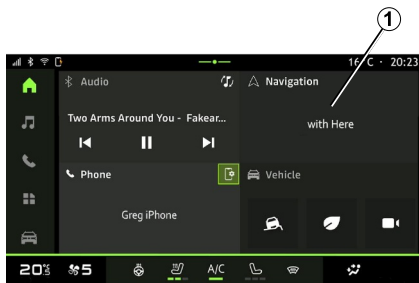 1
16°C · 20:23
Audio
Navigation
Two Arms Around You - Fakear...
with Here
Phone
Vehicle
Greg iPhone
20°5
5
A/C